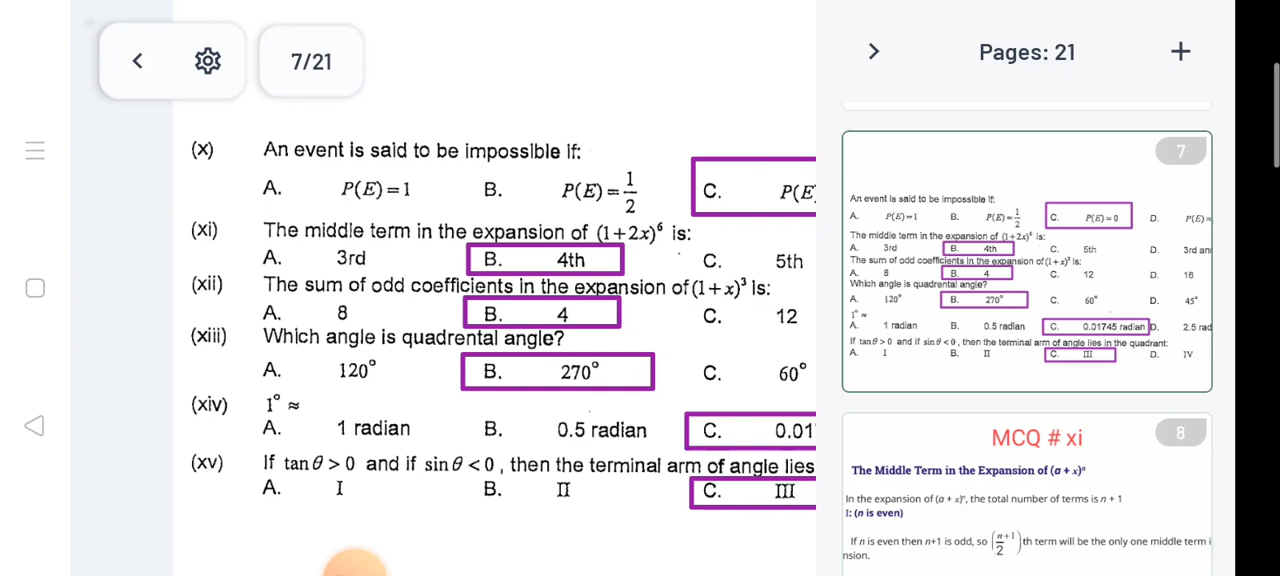 7/21
Pages: 21
(x) An event is said to be impossible if:
A. P(E)=1 B. P(E)=1/2 C. P(E
(xi) The middle term in the expansion of (1+2x)⁶ is:
A. 3rd B. 4th C. 5th
(xii) The sum of odd coefficients in the expansion of (1+x)³ is:
A. 8 B. 4 C. 12
(xiii) Which angle is quadrental angle?
A. 120° B. 270° C. 60°
(xiv) 1° ≈
A. 1 radian B. 0.5 radian C. 0.01
(xv) If tanθ > 0 and if sinθ < 0, then the terminal arm of angle lies
A. I B. II C. III
7
An event is said to be impossible if:
A. P(E)=1 B. P(E)=1/2 C. P(E)=0 D. P(E)=
The middle term in the expansion of (1+2x)⁶ is:
A. 3rd B. 4th C. 5th D. 3rd an
The sum of odd coefficients in the expansion of (1+x)³ is:
A. 8 B. 4 C. 12 D. 16
Which angle is quadrental angle?
A. 120° B. 270° C. 60° D. 45°
1° ≈
A. 1 radian B. 0.5 radian C. 0.01745 radian D. 2.5 rad
If tanθ > 0 and if sinθ < 0, then the terminal arm of angle lies in the quadrant:
A. I B. II C. III D. IV
8
MCQ # xi
The Middle Term in the Expansion of (a + x)ⁿ
In the expansion of (a + x)ⁿ, the total number of terms is n + 1
I: (n is even)
If n is even then n+1 is odd, so (n+1/2)th term will be the only one middle term i
nsion.